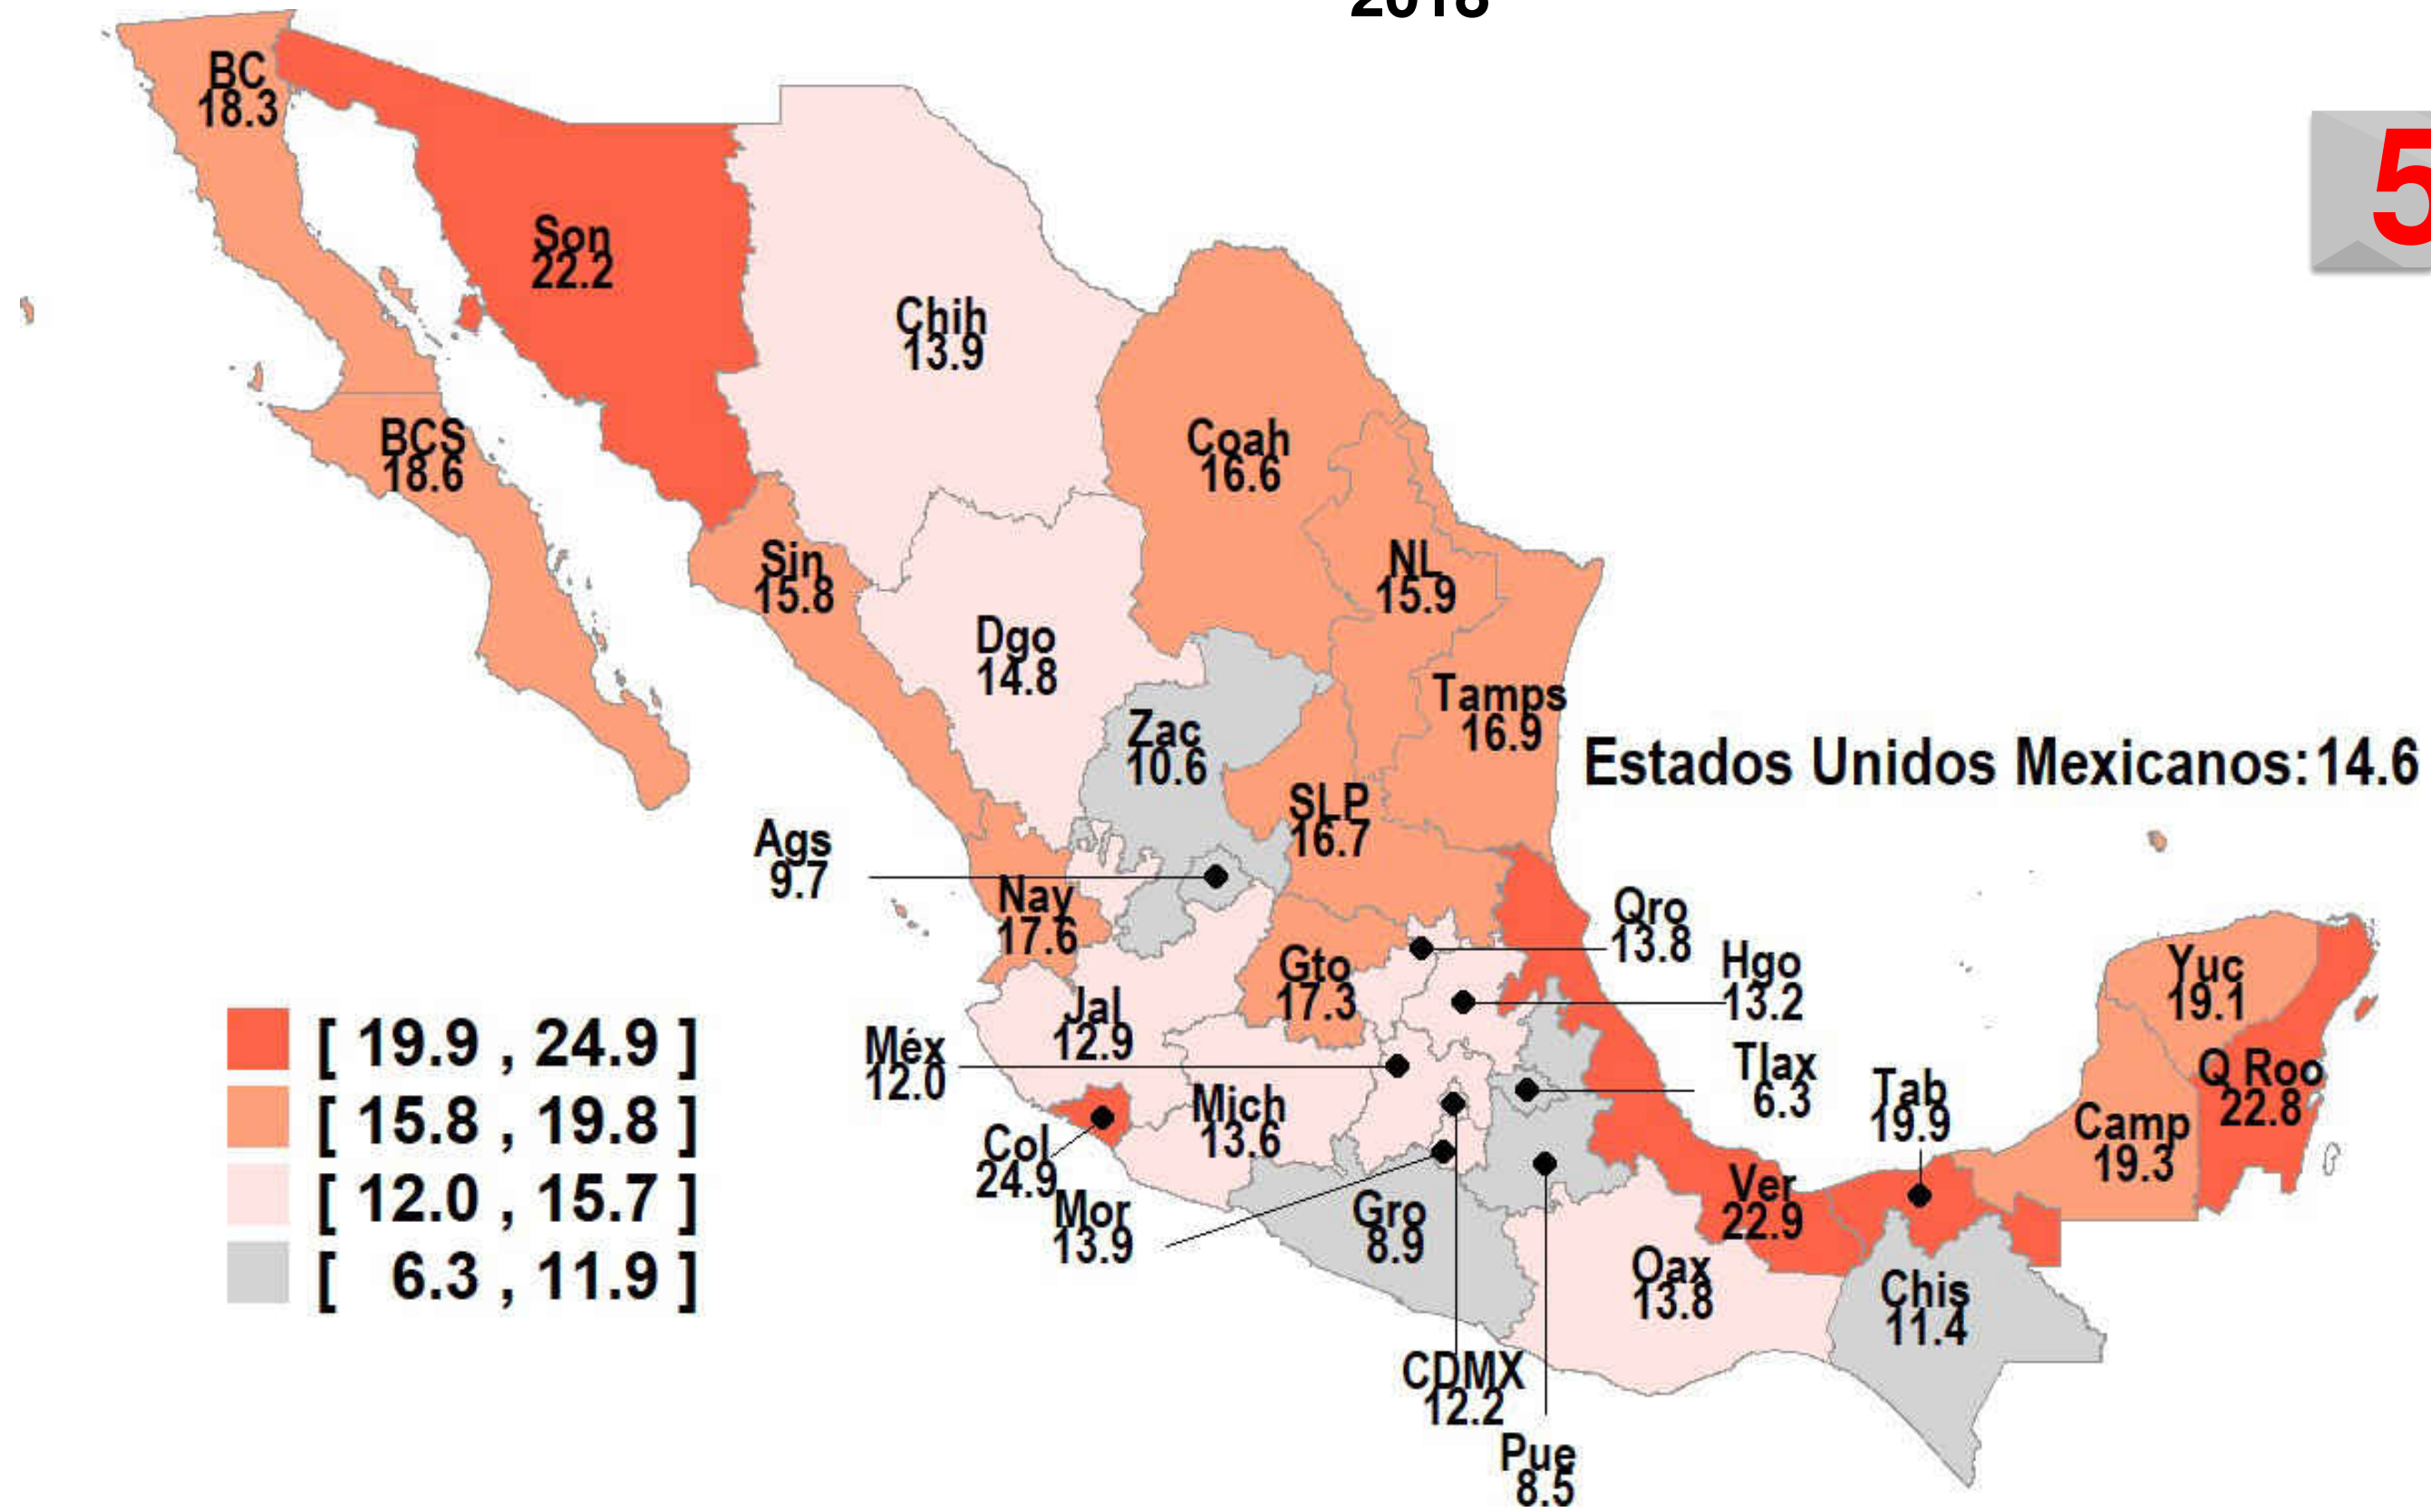 2018
5
BC
18.3
Son
22.2
Chih
13.9
Coah
16.6
BCS
18.6
Sin
15.8
NL
15.9
Dgo
14.8
Tamps
16.9
Zac
10.6
Estados Unidos Mexicanos: 14.6
SLP
16.7
Ags
9.7
Nay
17.6
Qro
13.8
Gto
17.3
Hgo
13.2
Yuc
19.1
Jal
12.9
Méx
12.0
Tlax
6.3
Tab
19.9
Q Roo
22.8
Mich
13.6
Camp
19.3
Col
24.9
Mor
13.9
Gro
8.9
Ver
22.9
Oax
13.8
Chis
11.4
CDMX
12.2
Pue
8.5
[ 19.9 , 24.9 ]
[ 15.8 , 19.8 ]
[ 12.0 , 15.7 ]
[ 6.3 , 11.9 ]